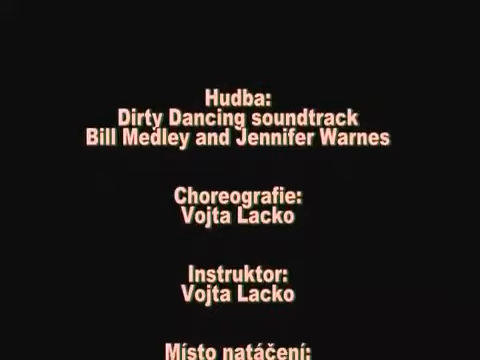 Hudba:
Dirty Dancing soundtrack
Bill Medley and Jennifer Warnes
Choreografie:
Vojta Lacko
Instruktor:
Vojta Lacko
Místo natáčení: